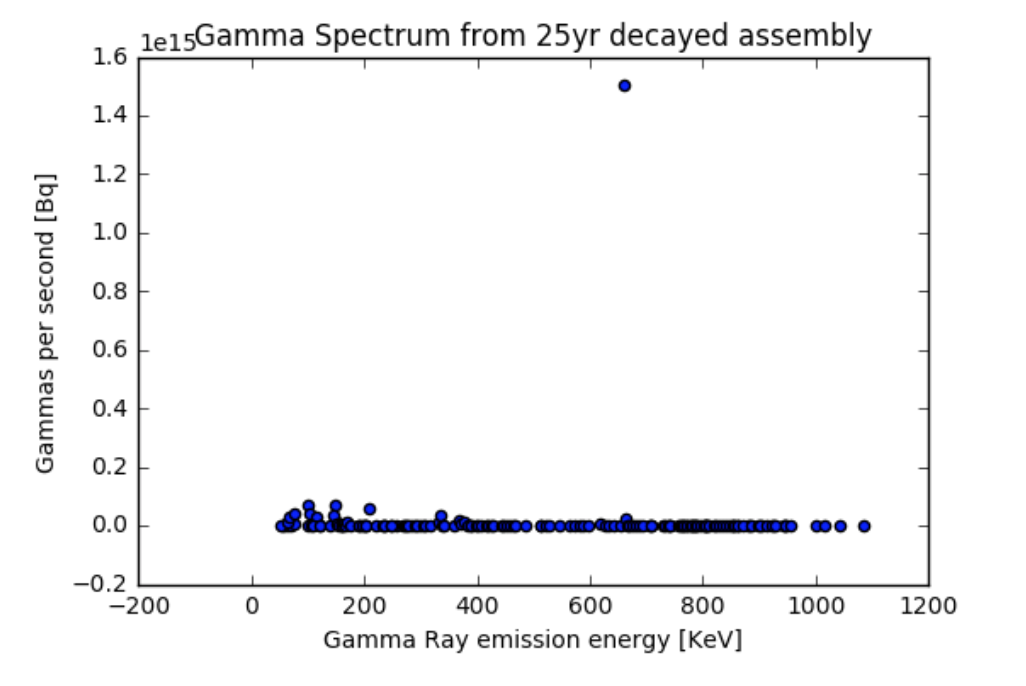 1e15
Gamma Spectrum from 25yr decayed assembly
1.6
1.4
1.2
1.0
0.8
0.6
0.4
0.2
0.0
−0.2
Gammas per second [Bq]
−200 0 200 400 600 800 1000 1200
Gamma Ray emission energy [KeV]